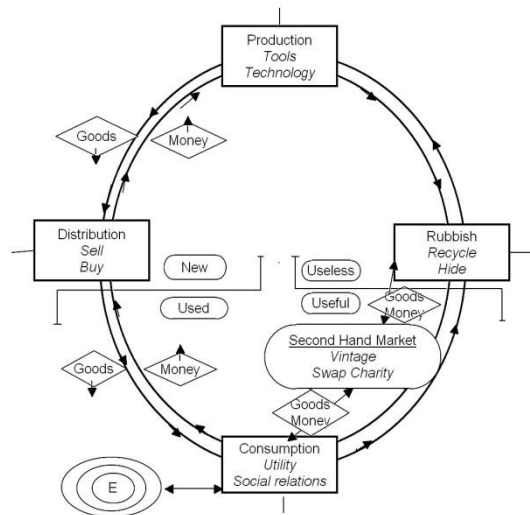 Production
Tools
Technology
Goods
Money
Distribution
Sell
Buy
Rubbish
Recycle
Hide
New
Useless
Used
Useful
Goods
Money
Second Hand Market
Vintage
Swap Charity
Goods
Money
Goods
Money
Consumption
Utility
Social relations
E